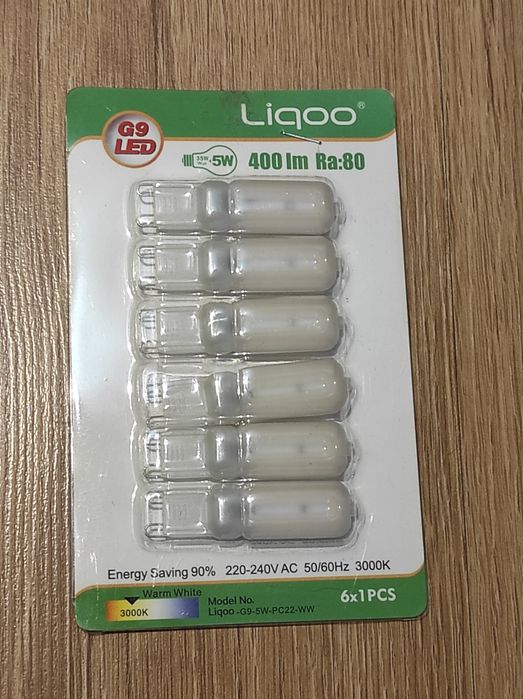 Liqoo®
G9
LED
35W 5W 400 lm Ra:80
Energy Saving 90% 220-240V AC 50/60Hz 3000K
Warm White
3000K
Model No.
Liqoo -G9-5W-PC22-WW
6x1PCS